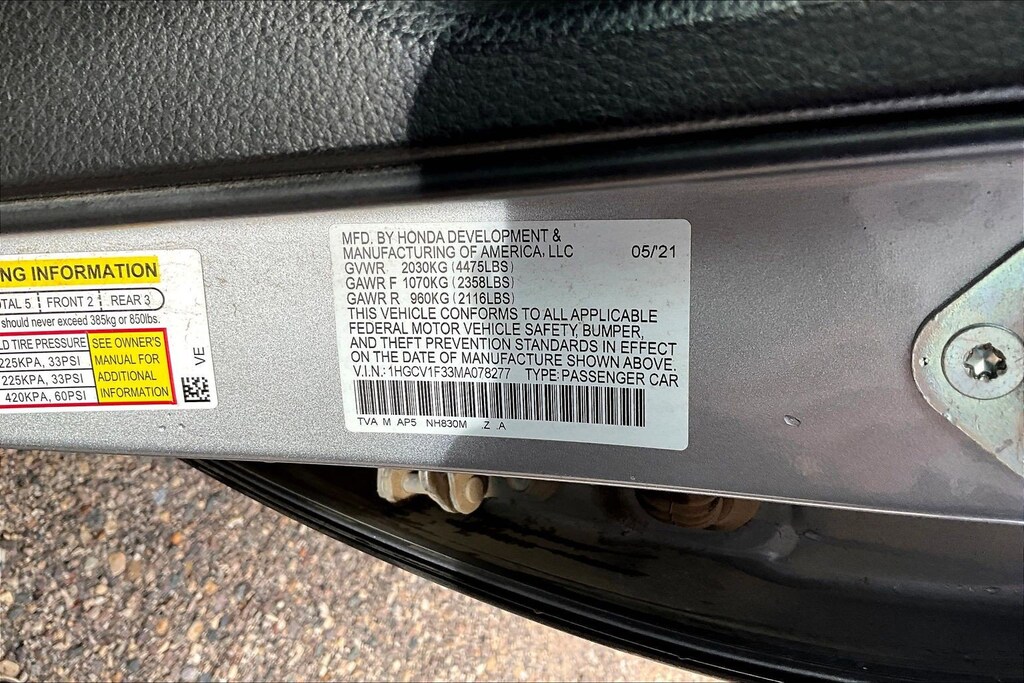 NG INFORMATION
OTAL 5 FRONT 2 REAR 3
should never exceed 385kg or 850lbs.
LD TIRE PRESSURE
225KPA, 33PSI
225KPA, 33PSI
420KPA, 60PSI
SEE OWNER'S
MANUAL FOR
ADDITIONAL
INFORMATION
VE
MFD. BY HONDA DEVELOPMENT &
MANUFACTURING OF AMERICA, LLC 05/'21
GVWR 2030KG (4475LBS)
GAWR F 1070KG (2358LBS)
GAWR R 960KG (2116LBS)
THIS VEHICLE CONFORMS TO ALL APPLICABLE
FEDERAL MOTOR VEHICLE SAFETY, BUMPER,
AND THEFT PREVENTION STANDARDS IN EFFECT
ON THE DATE OF MANUFACTURE SHOWN ABOVE.
V.I.N.: 1HGCV1F33MA078277 TYPE: PASSENGER CAR
TVA M AP5 NH830M .Z .A